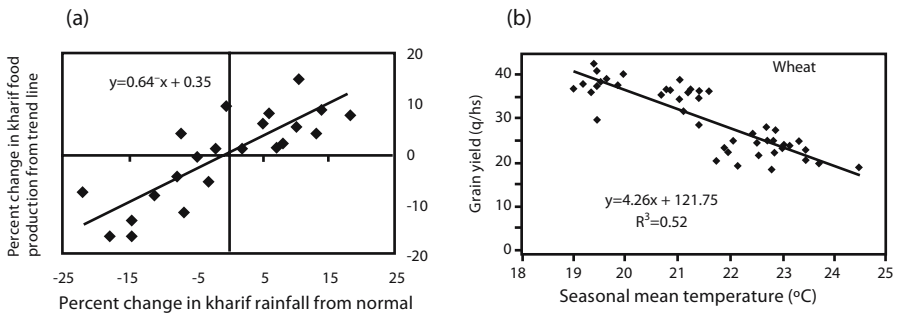 (a)
Percent change in kharif food
production from trend line
y=0.64⁻x + 0.35
20
10
0
-10
-20
-25
-15
-5
5
15
25
Percent change in kharif rainfall from normal
(b)
Grain yield (q/hs)
Wheat
40
30
20
10
0
y=4.26x + 121.75
R³=0.52
18
19
20
21
22
23
24
25
Seasonal mean temperature (ºC)